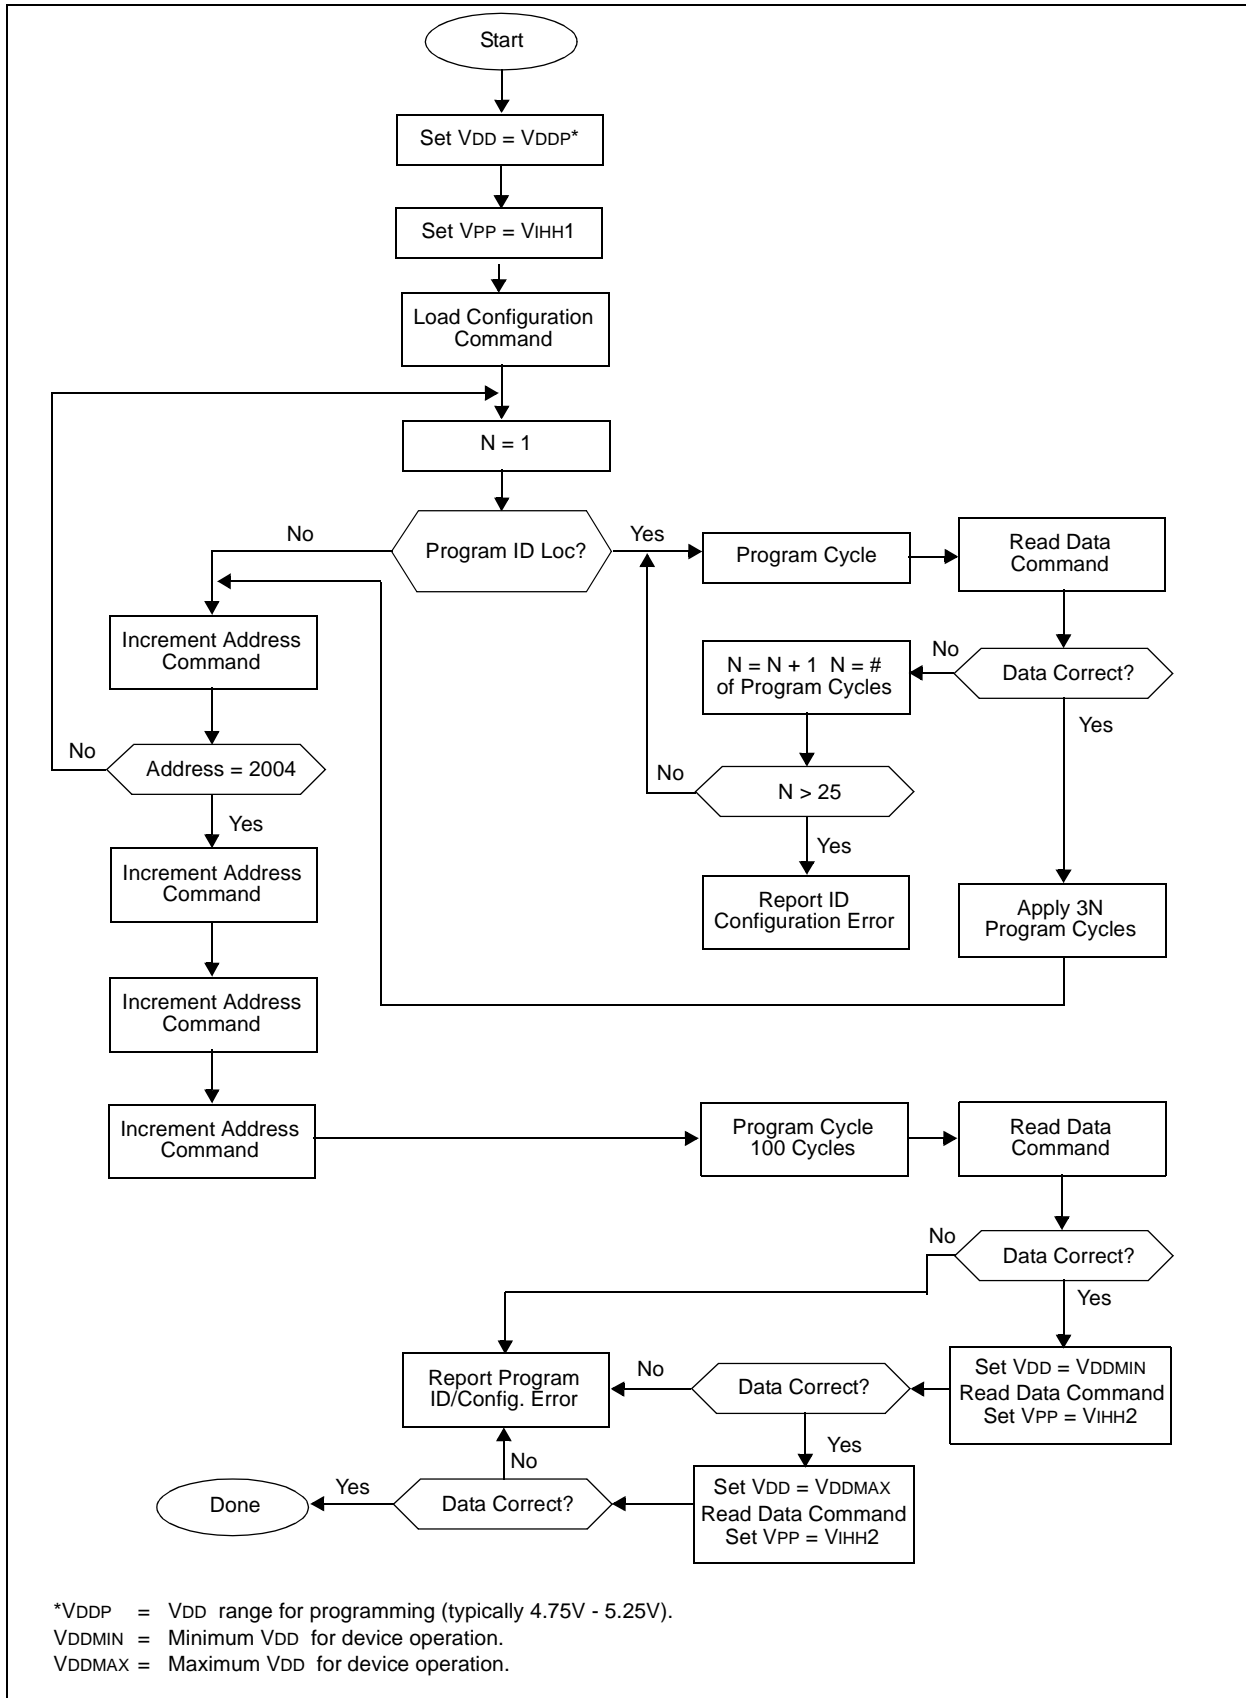 Start
Set VDD = VDDP*
Set VPP = VIHH1
Load Configuration
Command
N = 1
No
Program ID Loc?
Yes
Program Cycle
Read Data
Command
Increment Address
Command
N = N + 1 N = #
of Program Cycles
No
Data Correct?
Yes
No
Address = 2004
No
N > 25
Yes
Yes
Increment Address
Command
Report ID
Configuration Error
Apply 3N
Program Cycles
Increment Address
Command
Increment Address
Command
Program Cycle
100 Cycles
Read Data
Command
No
Data Correct?
Yes
Report Program
ID/Config. Error
No
Data Correct?
Set VDD = VDDMIN
Read Data Command
Set VPP = VIHH2
Yes
No
Done
Yes
Data Correct?
Set VDD = VDDMAX
Read Data Command
Set VPP = VIHH2
*VDDP = VDD range for programming (typically 4.75V - 5.25V).
VDDMIN = Minimum VDD for device operation.
VDDMAX = Maximum VDD for device operation.